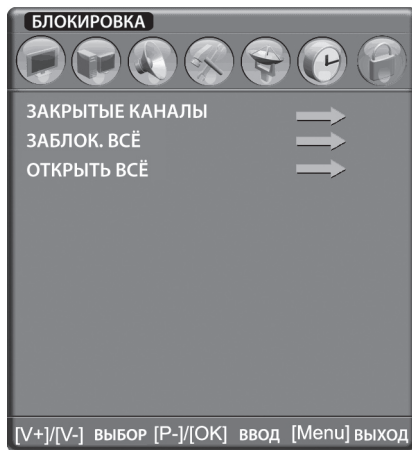 БЛОКИРОВКА
ЗАКРЫТЫЕ КАНАЛЫ
ЗАБЛОК. ВСЁ
ОТКРЫТЬ ВСЁ
[V+]/[V-] ВЫБОР [P-]/[OK] ВВОД [Menu] ВЫХОД